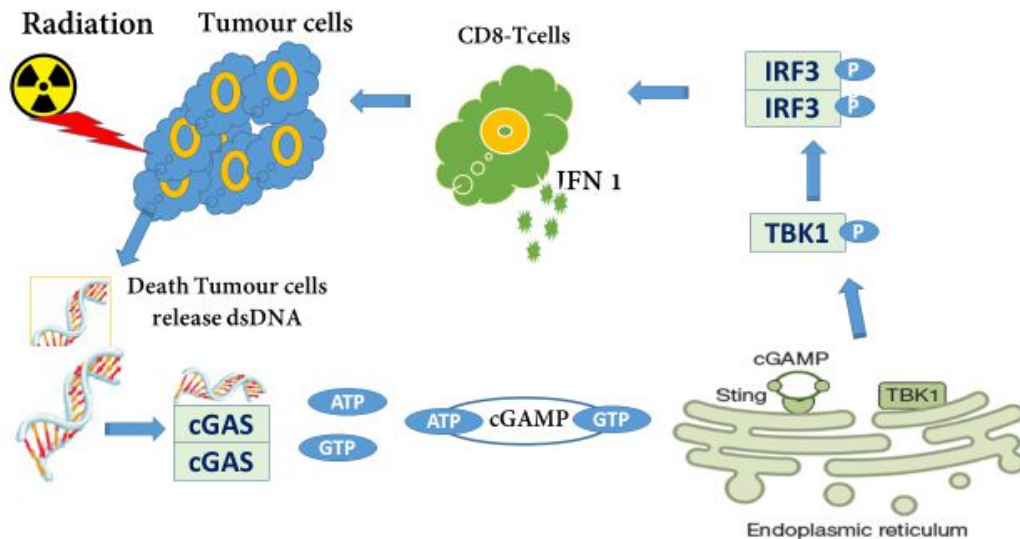 Radiation
Tumour cells
CD8-Tcells
IRF3 P
IRF3 P
IFN 1
TBK1 P
Death Tumour cells
release dsDNA
cGAS
cGAS
ATP
GTP
ATP cGAMP GTP
cGAMP
Sting
TBK1
Endoplasmic reticulum